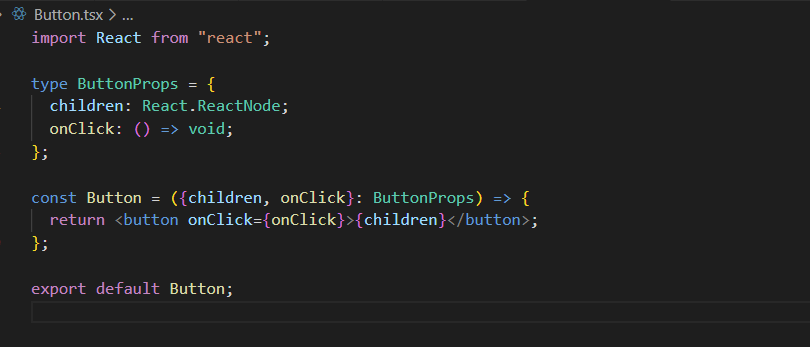 Button.tsx > ...
import React from "react";
type ButtonProps = {
children: React.ReactNode;
onClick: () => void;
};
const Button = ({children, onClick}: ButtonProps) => {
return <button onClick={onClick}>{children}</button>;
};
export default Button;